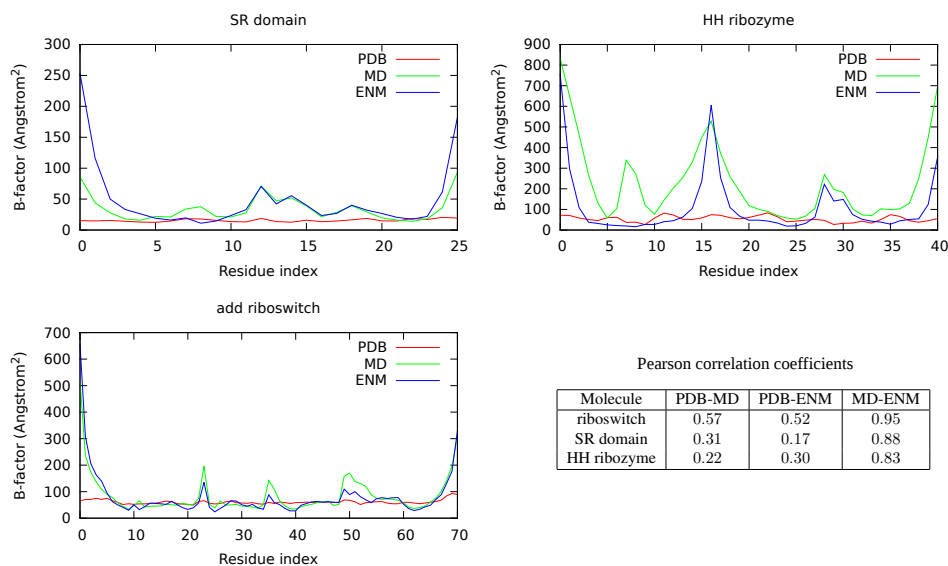 SR domain
B-factor (Angstrom²)
300
250
200
150
100
50
0
PDB
MD
ENM
0 5 10 15 20 25
Residue index
HH ribozyme
B-factor (Angstrom²)
900
800
700
600
500
400
300
200
100
0
PDB
MD
ENM
0 5 10 15 20 25 30 35 40
Residue index
add riboswitch
B-factor (Angstrom²)
700
600
500
400
300
200
100
0
PDB
MD
ENM
0 10 20 30 40 50 60 70
Residue index
Pearson correlation coefficients
Molecule PDB-MD PDB-ENM MD-ENM
riboswitch 0.57 0.52 0.95
SR domain 0.31 0.17 0.88
HH ribozyme 0.22 0.30 0.83